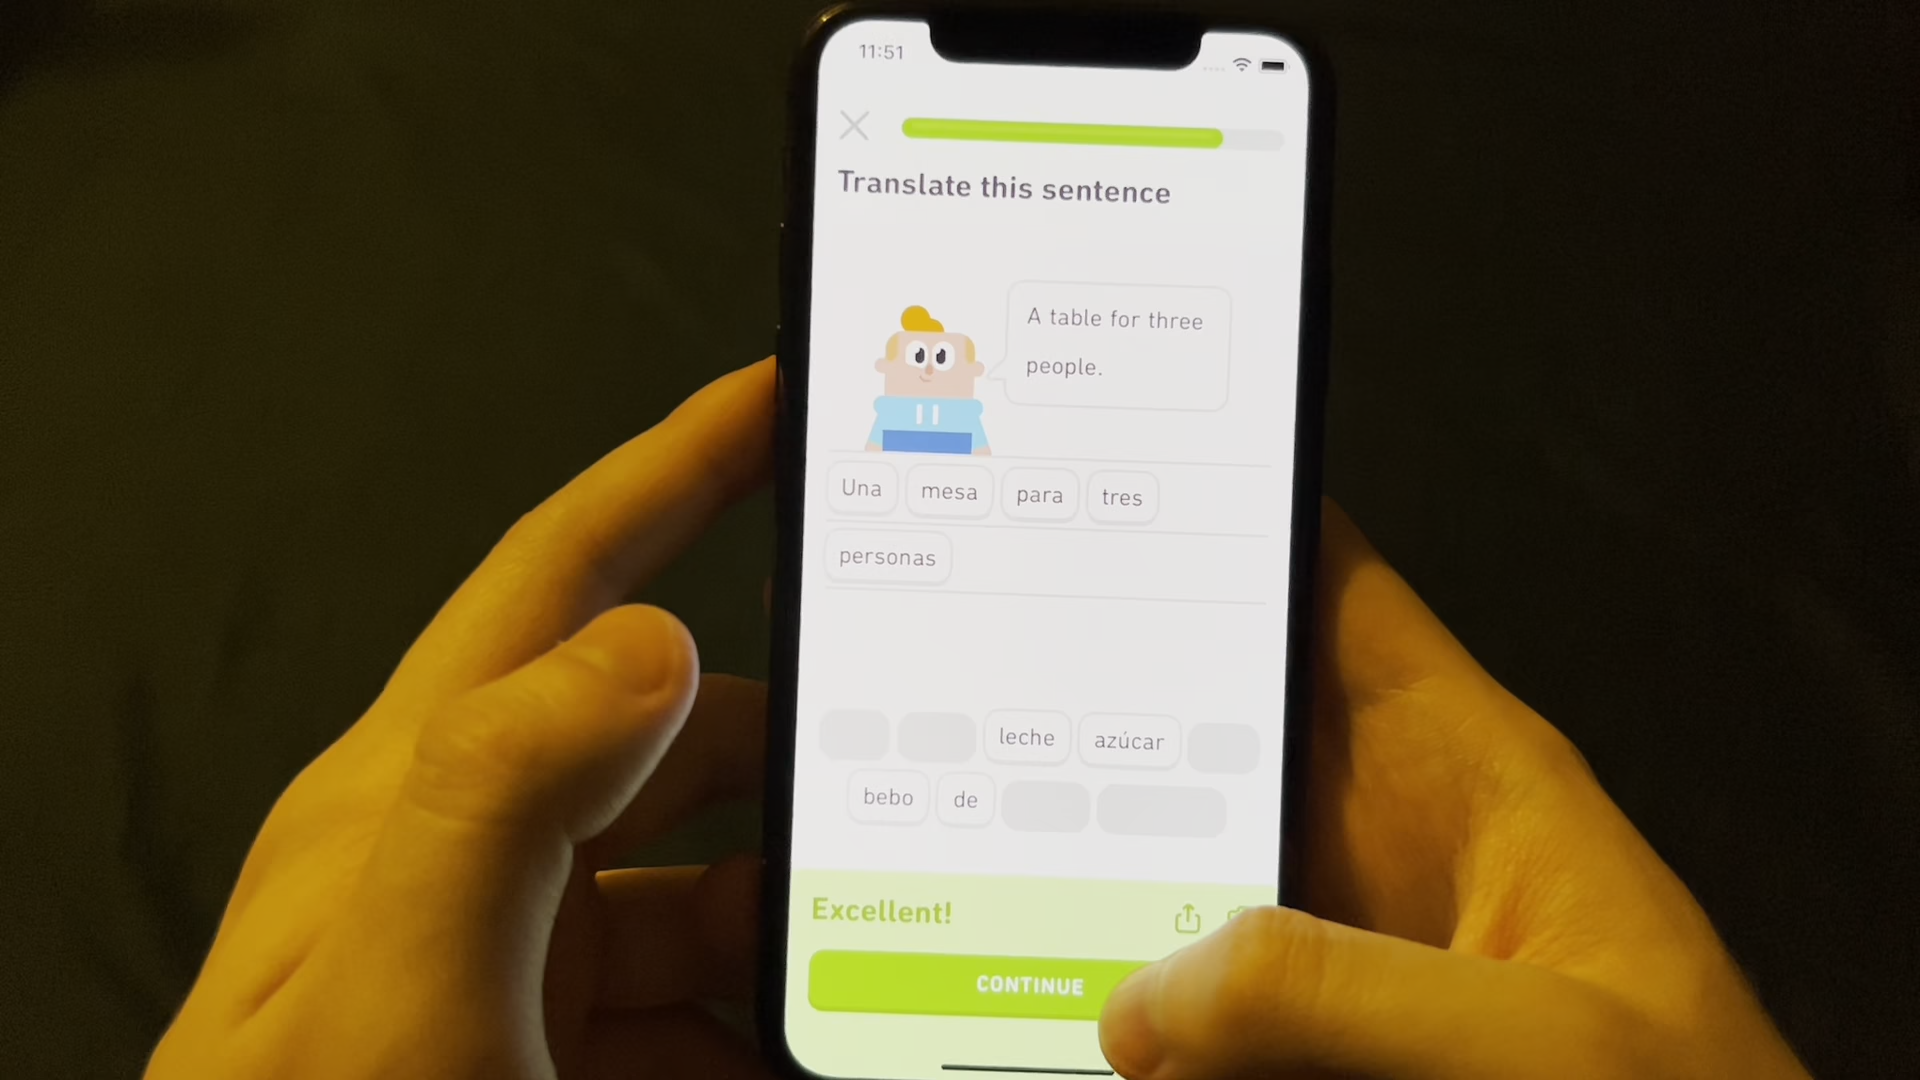 11:51
Translate this sentence
A table for three
people.
Una mesa para tres
personas
leche azúcar
bebo de
Excellent!
CONTINUE